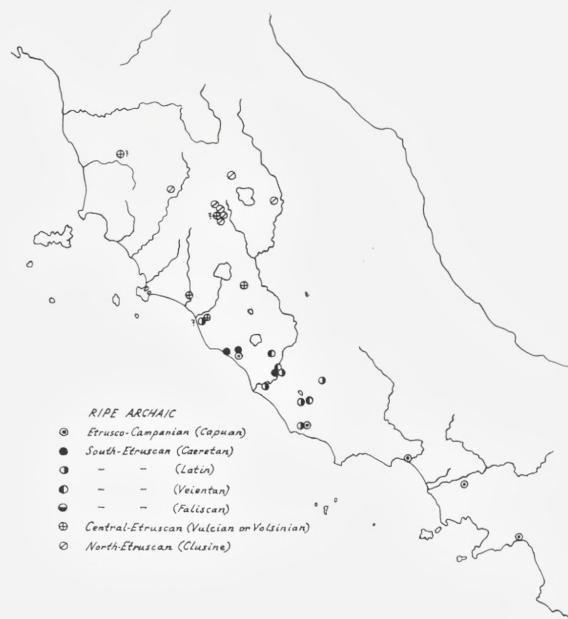 ?
?
?
RIPE ARCHAIC
Etrusco-Campanian (Capuan)
South-Etruscan (Caeretan)
" " (Latin)
" " (Veientan)
" " (Faliscan)
Central-Etruscan (Vulcian or Volsinian)
North-Etruscan (Clusine)